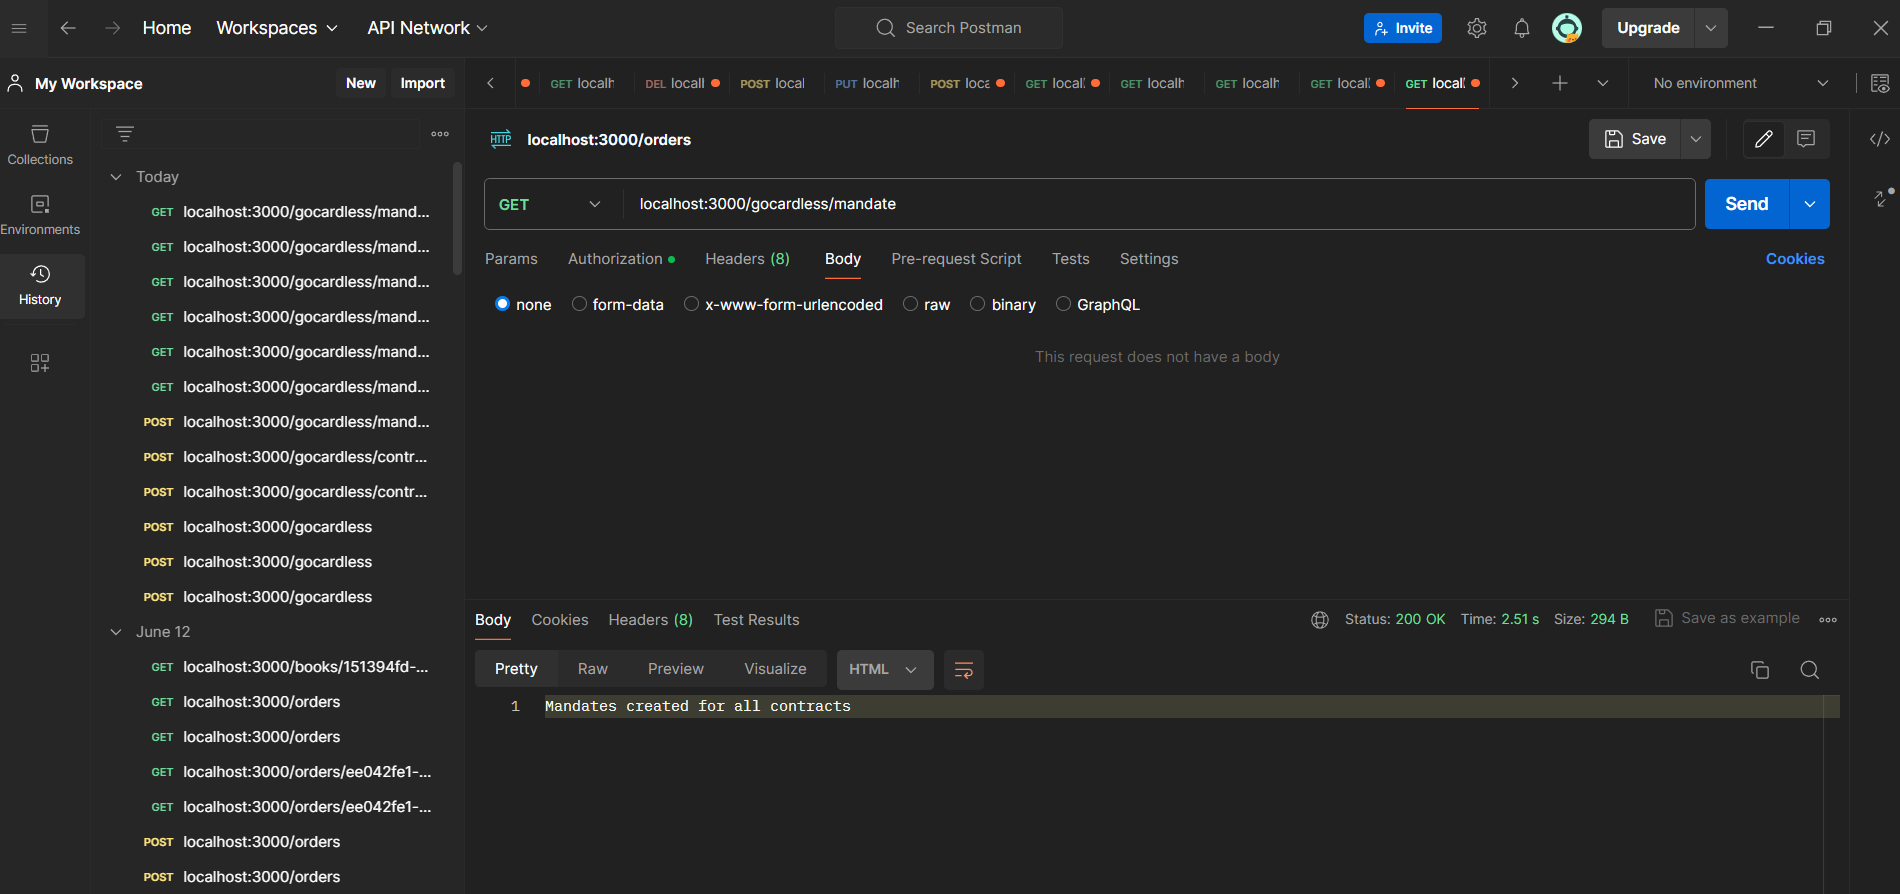 Home Workspaces API Network Search Postman Invite Upgrade
My Workspace New Import GET localh DEL locall POST local PUT localh POST loca GET local GET localh GET localh GET local GET local No environment
HTTP localhost:3000/orders Save
GET localhost:3000/gocardless/mandate Send
Params Authorization Headers (8) Body Pre-request Script Tests Settings Cookies
none form-data x-www-form-urlencoded raw binary GraphQL
This request does not have a body
Collections
Environments
History
Today
GET localhost:3000/gocardless/mand...
GET localhost:3000/gocardless/mand...
GET localhost:3000/gocardless/mand...
GET localhost:3000/gocardless/mand...
GET localhost:3000/gocardless/mand...
GET localhost:3000/gocardless/mand...
POST localhost:3000/gocardless/mand...
POST localhost:3000/gocardless/contr...
POST localhost:3000/gocardless/contr...
POST localhost:3000/gocardless
POST localhost:3000/gocardless
POST localhost:3000/gocardless
June 12
GET localhost:3000/books/151394fd-...
GET localhost:3000/orders
GET localhost:3000/orders
GET localhost:3000/orders/ee042fe1-...
GET localhost:3000/orders/ee042fe1-...
POST localhost:3000/orders
POST localhost:3000/orders
Body Cookies Headers (8) Test Results Status: 200 OK Time: 2.51 s Size: 294 B Save as example
Pretty Raw Preview Visualize HTML
1 Mandates created for all contracts